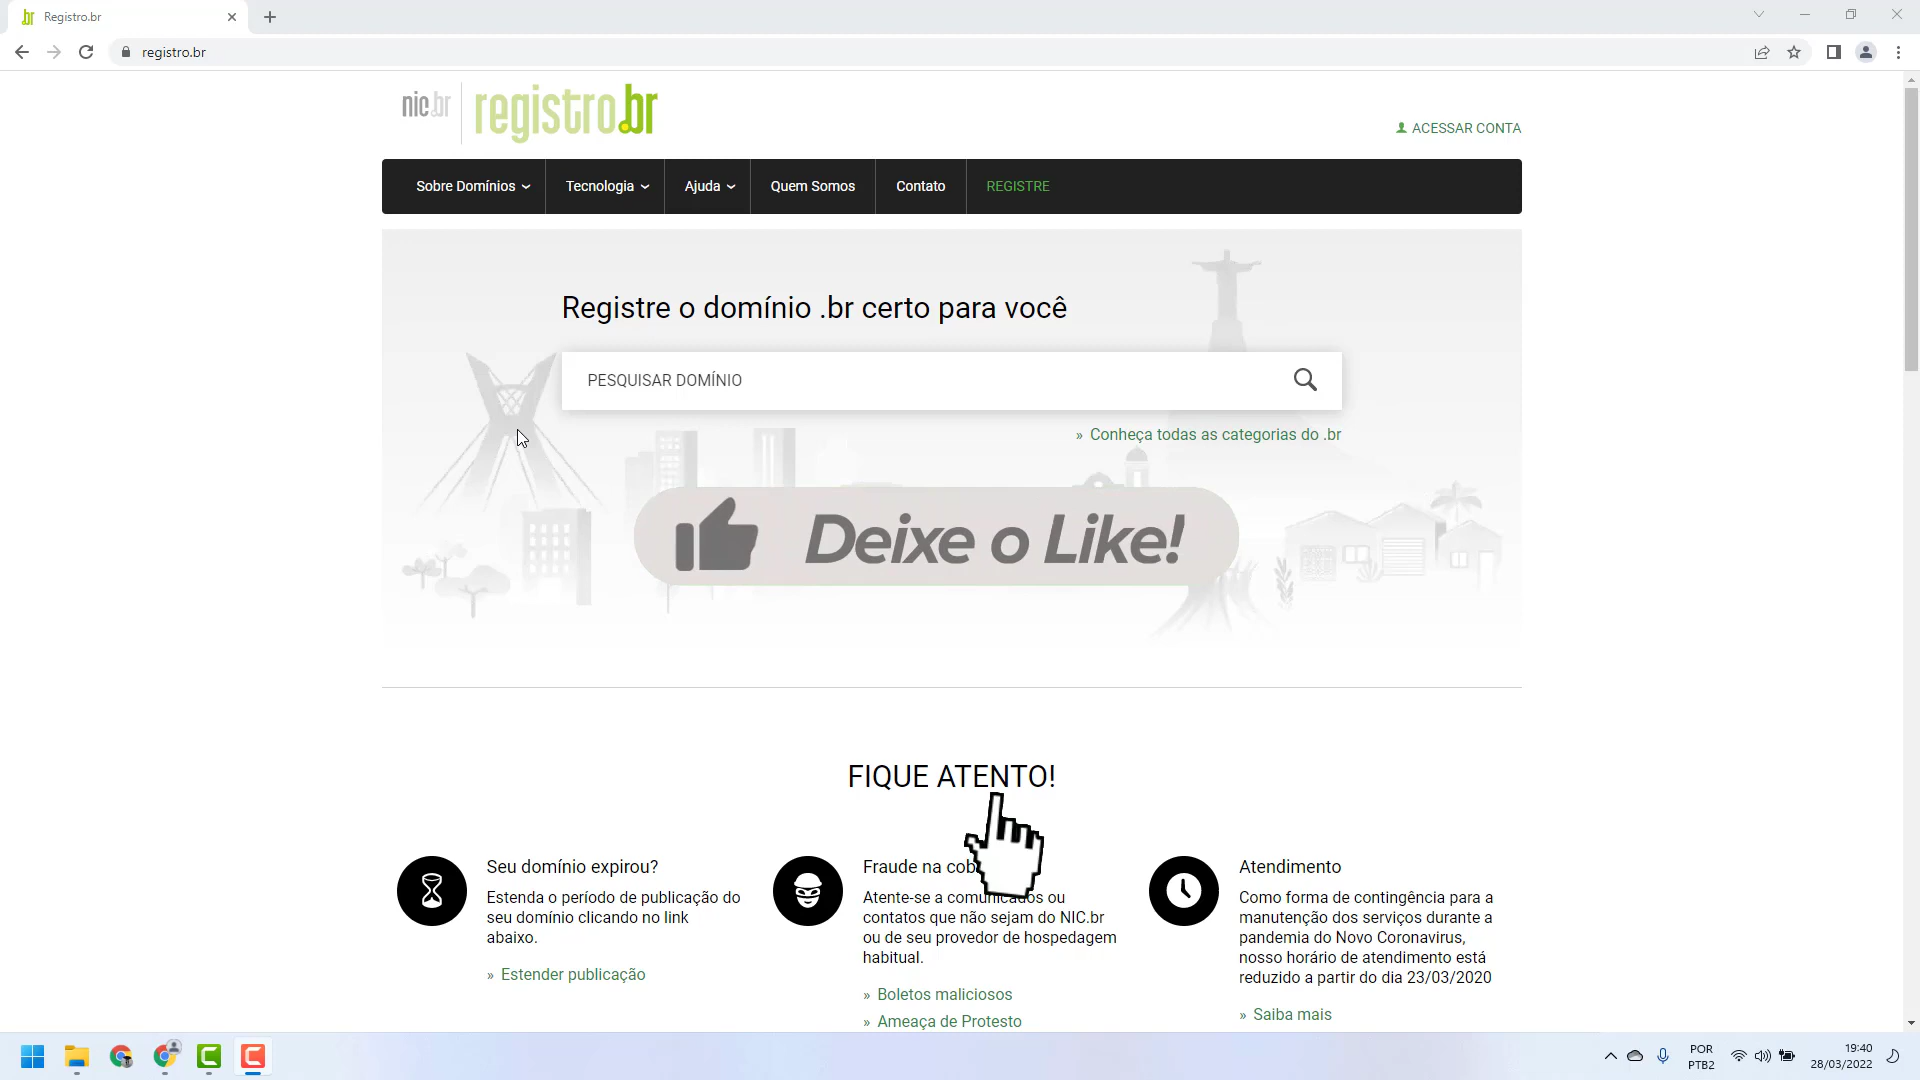 Registro.br
registro.br
nic.br registro.br
ACESSAR CONTA
Sobre Domínios Tecnologia Ajuda Quem Somos Contato REGISTRE
Registre o domínio .br certo para você
PESQUISAR DOMÍNIO
» Conheça todas as categorias do .br
Deixe o Like!
FIQUE ATENTO!
Seu domínio expirou?
Estenda o período de publicação do
seu domínio clicando no link
abaixo.
» Estender publicação
Fraude na cob
Atente-se a comunicados ou
contatos que não sejam do NIC.br
ou de seu provedor de hospedagem
habitual.
» Boletos maliciosos
» Ameaça de Protesto
Atendimento
Como forma de contingência para a
manutenção dos serviços durante a
pandemia do Novo Coronavirus,
nosso horário de atendimento está
reduzido a partir do dia 23/03/2020
» Saiba mais
POR
PTB2
19:40
28/03/2022